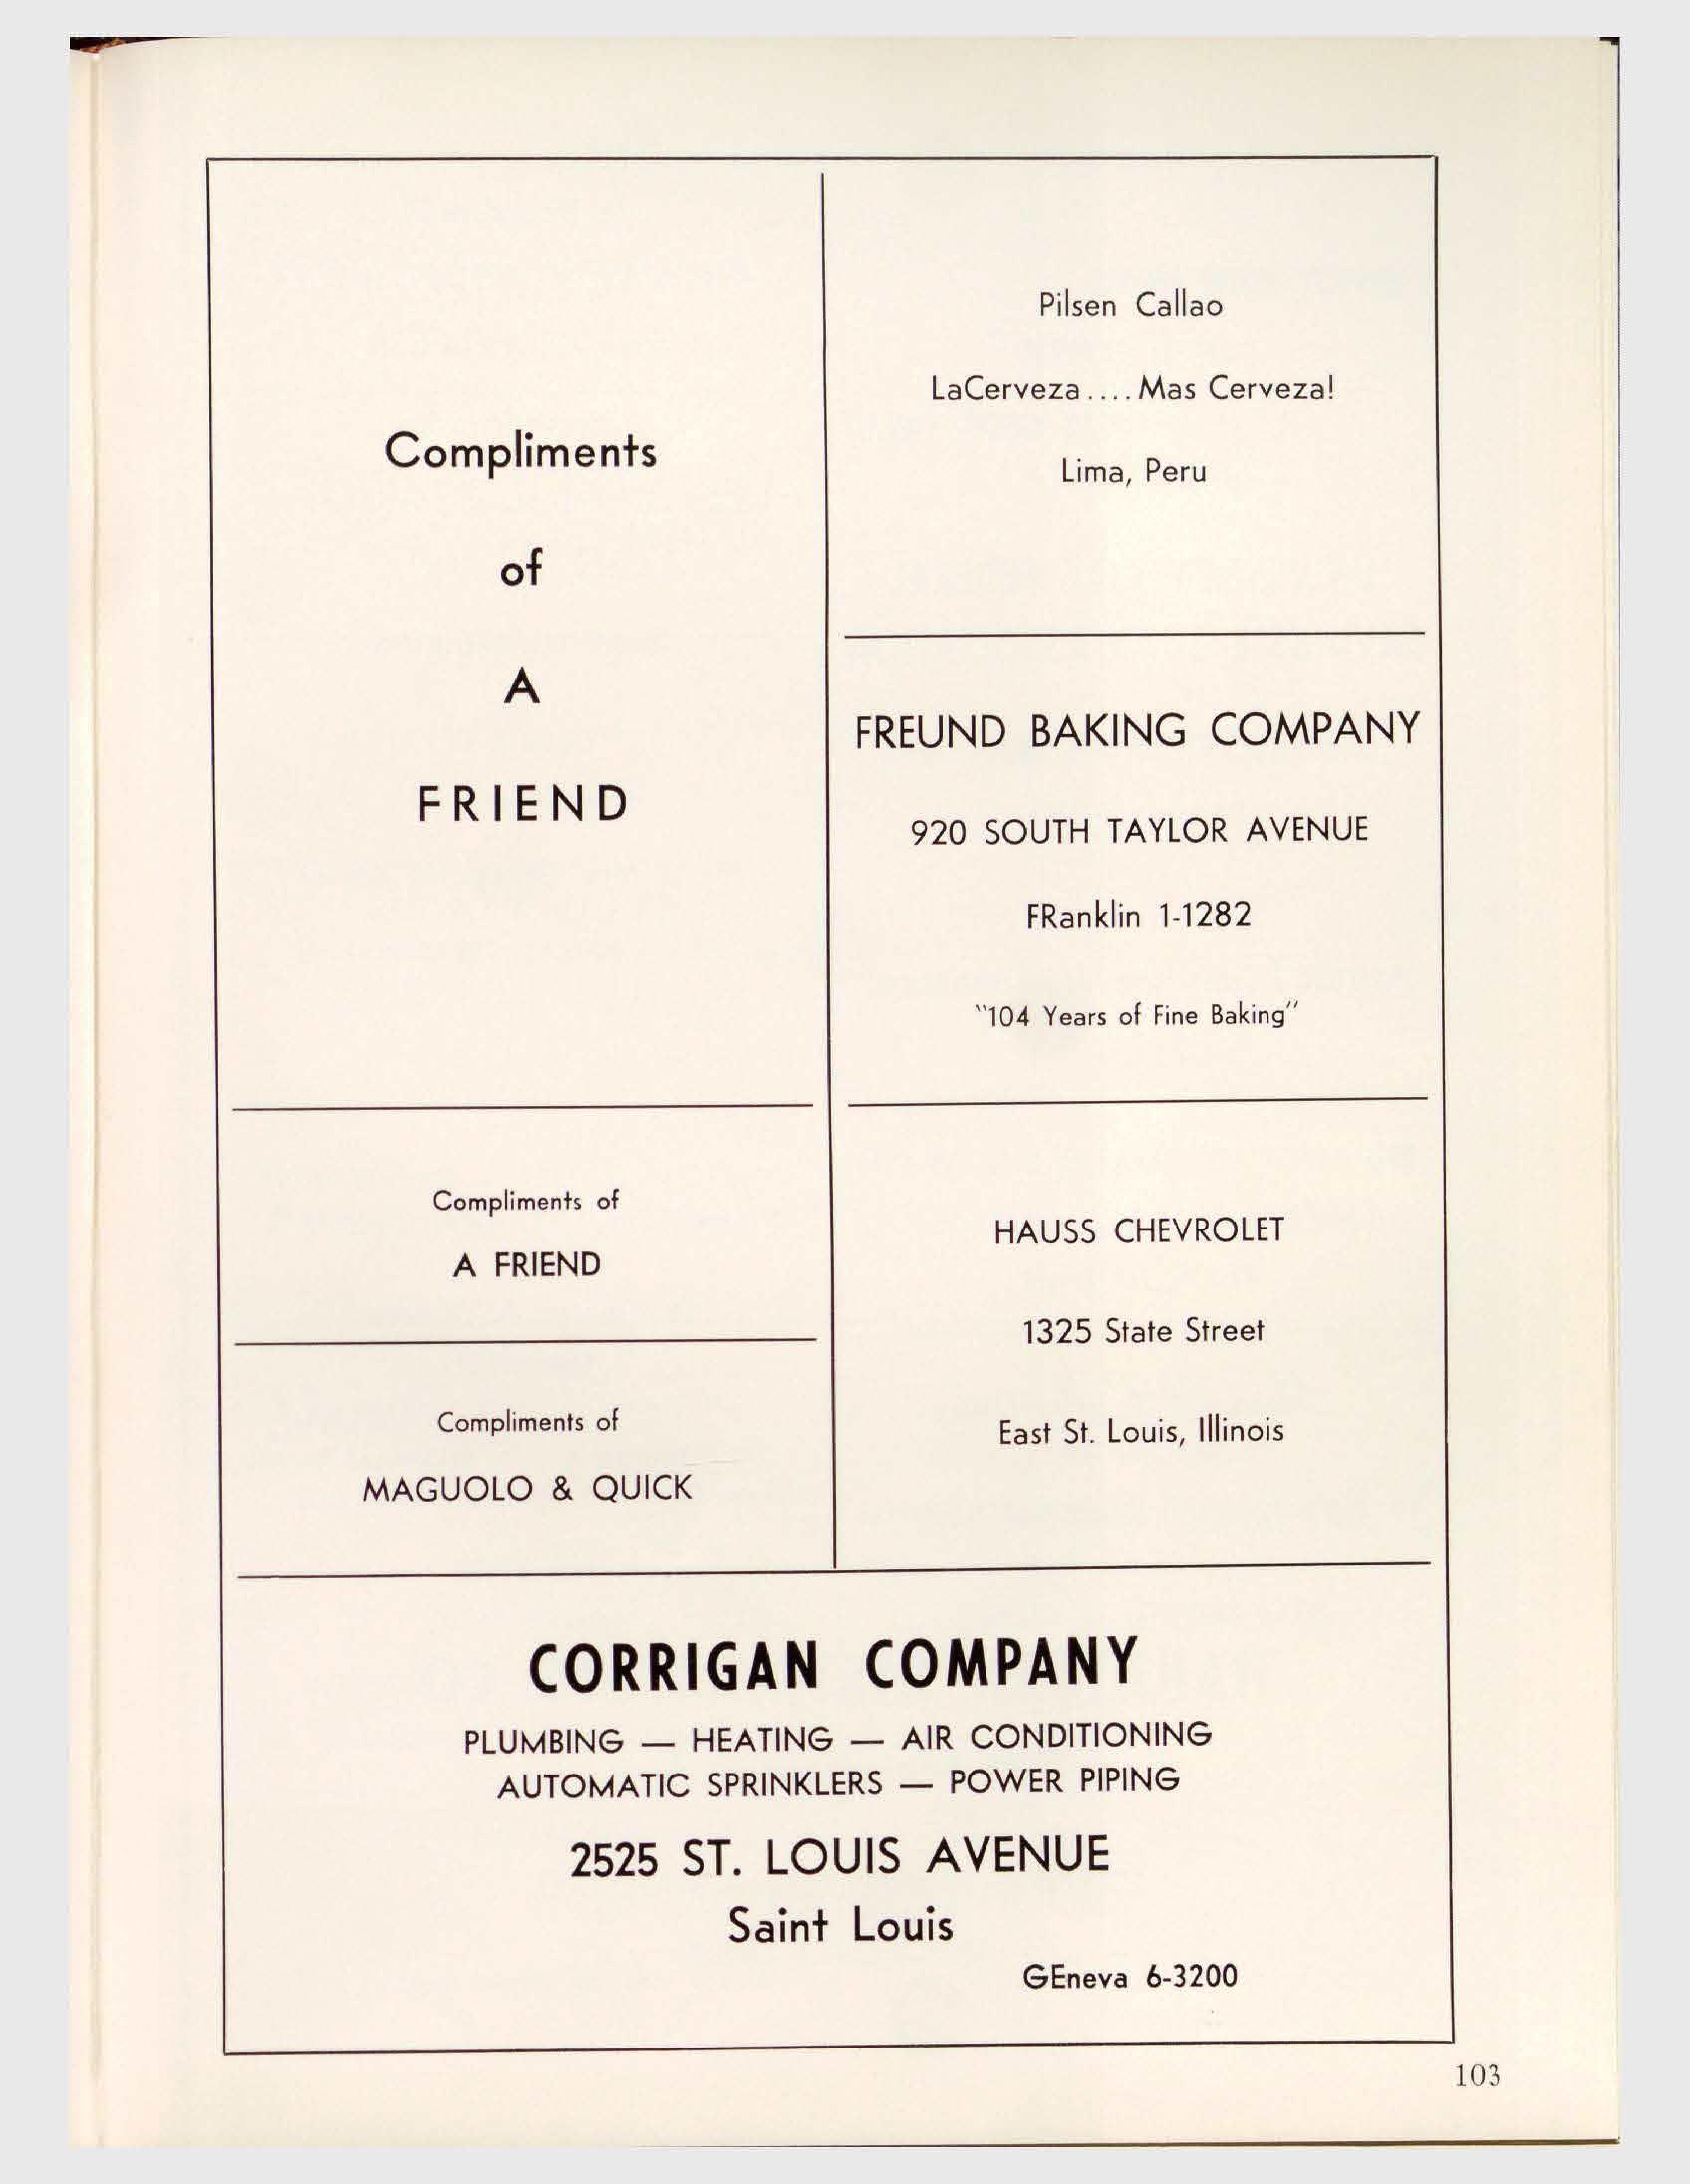 Compliments
of
A
FRIEND
Compliments of
A FRIEND
Compliments of
MAGUOLO & QUICK
Pilsen Callao
LaCerveza .... Mas Cerveza!
Lima, Peru
FREUND BAKING COMPANY
920 SOUTH TAYLOR AVENUE
FRanklin 1-1282
"104 Years of Fine Baking"
HAUSS CHEVROLET
1325 State Street
East St. Louis, Illinois
CORRIGAN COMPANY
PLUMBING — HEATING — AIR CONDITIONING
AUTOMATIC SPRINKLERS — POWER PIPING
2525 ST. LOUIS AVENUE
Saint Louis
GEneva 6-3200
103